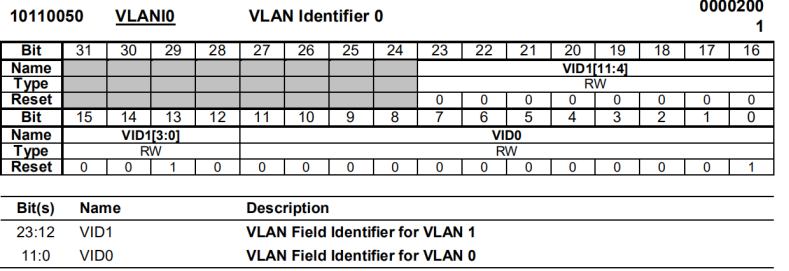 10110050 VLANI0 VLAN Identifier 0 0000200
1
Bit 31 30 29 28 27 26 25 24 23 22 21 20 19 18 17 16
Name VID1[11:4]
Type RW
Reset 0 0 0 0 0 0 0 0
Bit 15 14 13 12 11 10 9 8 7 6 5 4 3 2 1 0
Name VID1[3:0] VID0
Type RW RW
Reset 0 0 1 0 0 0 0 0 0 0 0 0 0 0 0 1
Bit(s) Name Description
23:12 VID1 VLAN Field Identifier for VLAN 1
11:0 VID0 VLAN Field Identifier for VLAN 0